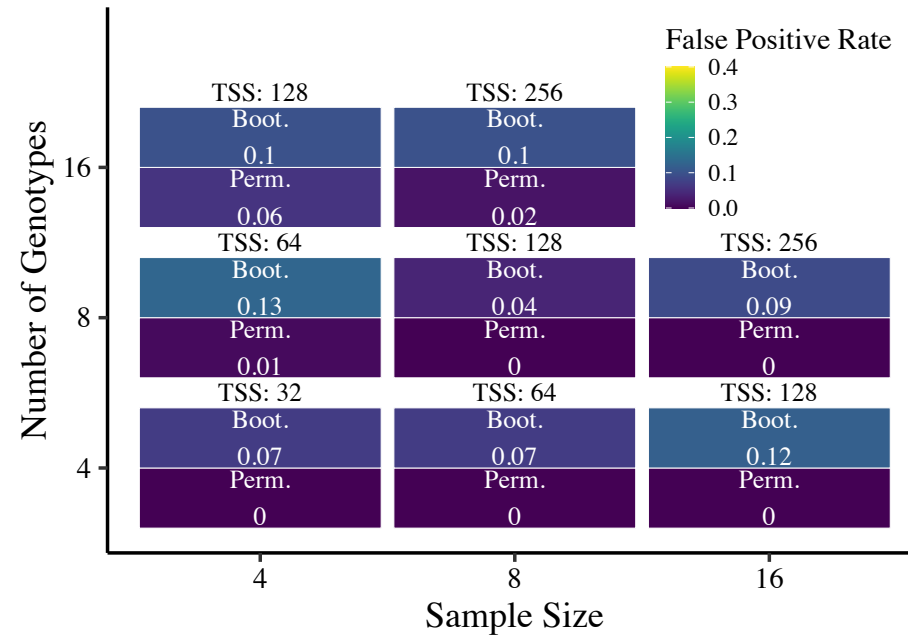 False Positive Rate
0.4
0.3
0.2
0.1
0.0
Number of Genotypes
16
8
4
TSS: 128
Boot.
0.1
Perm.
0.06
TSS: 256
Boot.
0.1
Perm.
0.02
TSS: 64
Boot.
0.13
Perm.
0.01
TSS: 128
Boot.
0.04
Perm.
0
TSS: 256
Boot.
0.09
Perm.
0
TSS: 32
Boot.
0.07
Perm.
0
TSS: 64
Boot.
0.07
Perm.
0
TSS: 128
Boot.
0.12
Perm.
0
4
8
16
Sample Size